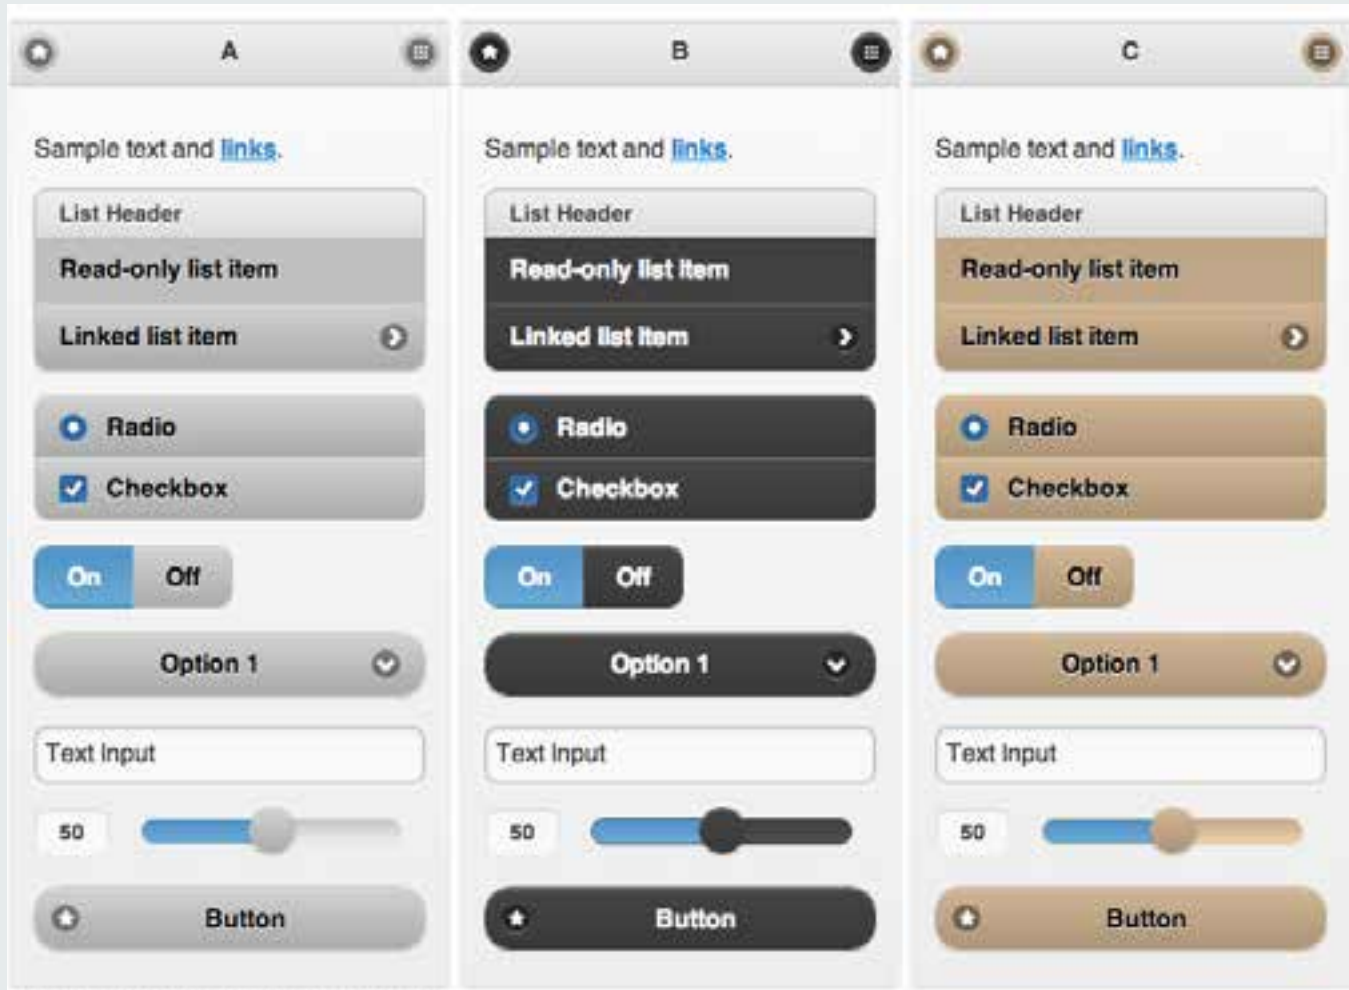 A
Sample text and links.
List Header
Read-only list item
Linked list item
Radio
Checkbox
On Off
Option 1
Text Input
50
Button
B
Sample text and links.
List Header
Read-only list item
Linked list item
Radio
Checkbox
On Off
Option 1
Text Input
50
Button
C
Sample text and links.
List Header
Read-only list item
Linked list item
Radio
Checkbox
On Off
Option 1
Text Input
50
Button